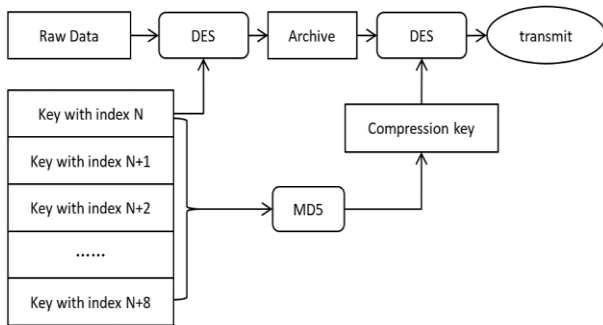 Raw Data
DES
Archive
DES
transmit
Key with index N
Compression key
Key with index N+1
Key with index N+2
MD5
......
Key with index N+8